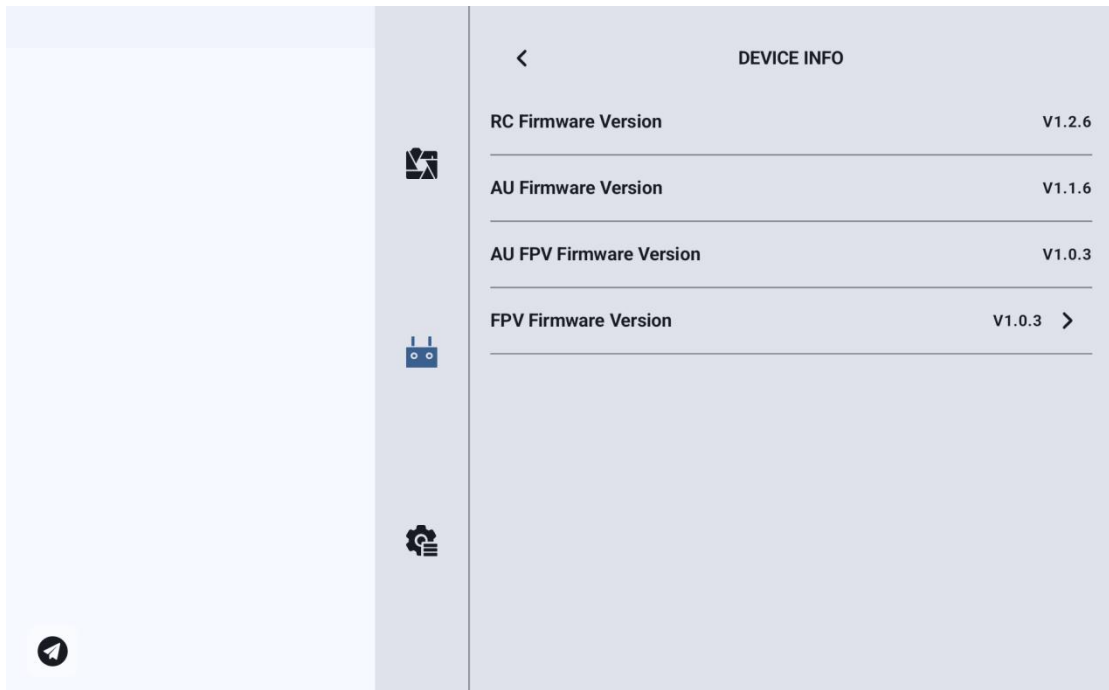 DEVICE INFO
RC Firmware Version V1.2.6
AU Firmware Version V1.1.6
AU FPV Firmware Version V1.0.3
FPV Firmware Version V1.0.3